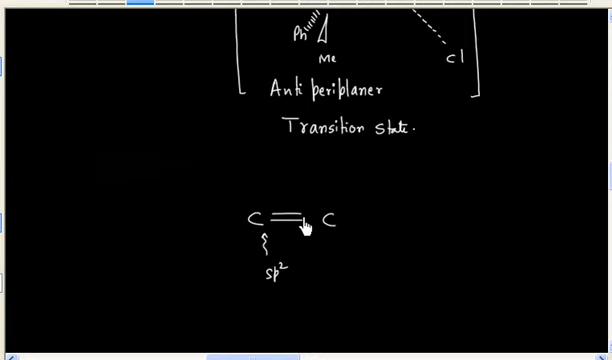 Ph
Me
Cl
Anti periplaner
Transition state.
C = C
sp²